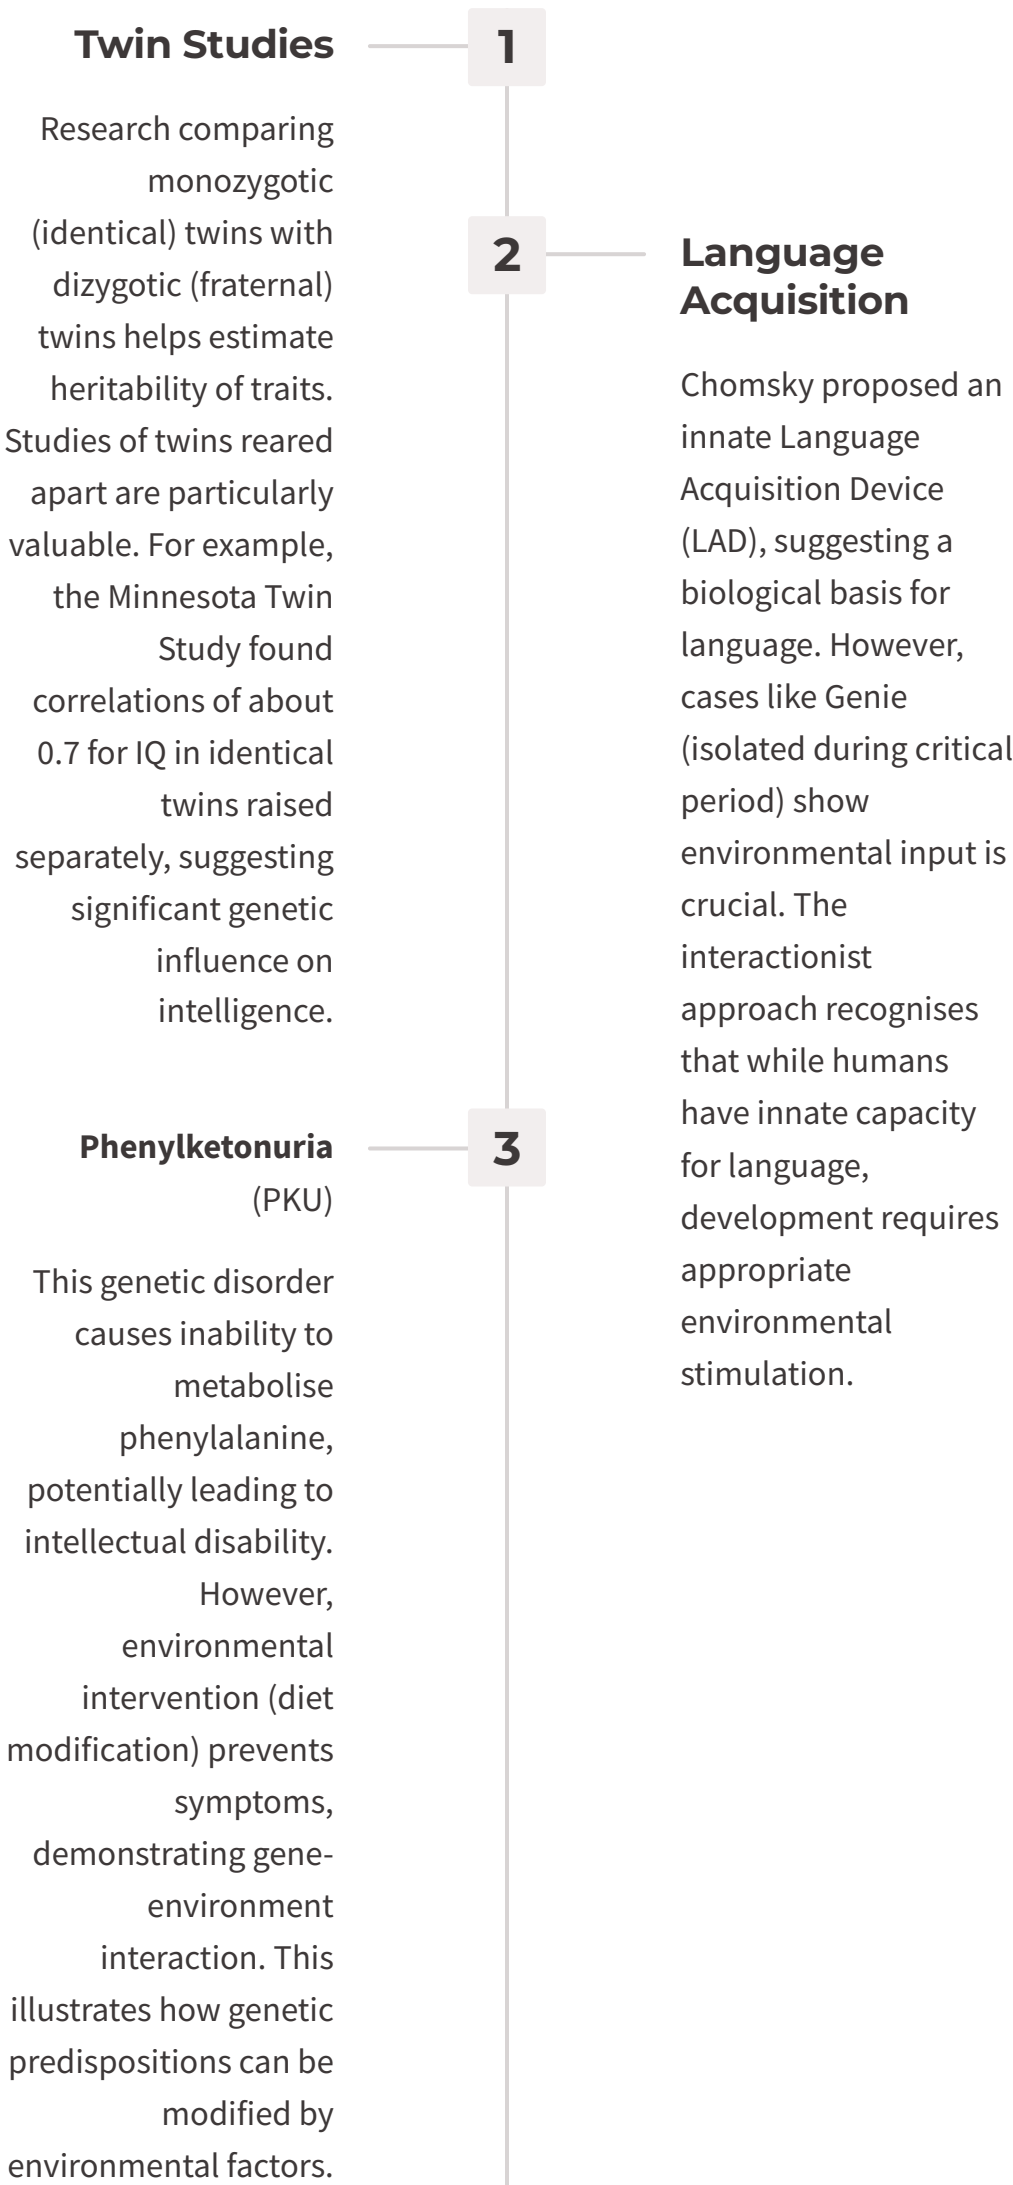 Twin Studies
1
Research comparing
monozygotic
(identical) twins with
dizygotic (fraternal)
twins helps estimate
heritability of traits.
Studies of twins reared
apart are particularly
valuable. For example,
the Minnesota Twin
Study found
correlations of about
0.7 for IQ in identical
twins raised
separately, suggesting
significant genetic
influence on
intelligence.
2
Language
Acquisition
Chomsky proposed an
innate Language
Acquisition Device
(LAD), suggesting a
biological basis for
language. However,
cases like Genie
(isolated during critical
period) show
environmental input is
crucial. The
interactionist
approach recognises
that while humans
have innate capacity
for language,
development requires
appropriate
environmental
stimulation.
Phenylketonuria
(PKU)
3
This genetic disorder
causes inability to
metabolise
phenylalanine,
potentially leading to
intellectual disability.
However,
environmental
intervention (diet
modification) prevents
symptoms,
demonstrating gene-
environment
interaction. This
illustrates how genetic
predispositions can be
modified by
environmental factors.